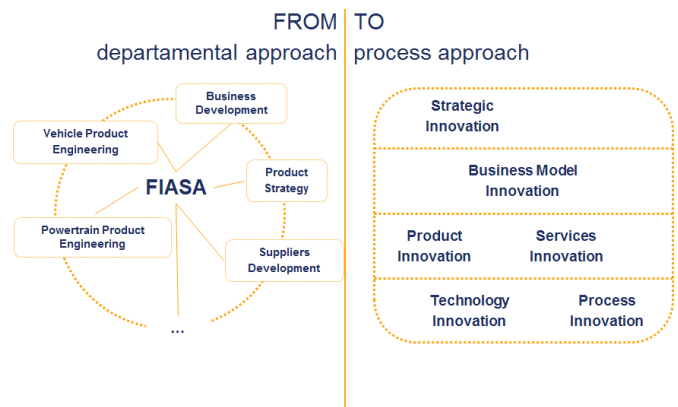 FROM TO
departamental approach process approach
Business
Development
Vehicle Product
Engineering
Product
Strategy
FIASA
Powertrain Product
Engineering
Suppliers
Development
...
Strategic
Innovation
Business Model
Innovation
Product
Innovation
Services
Innovation
Technology
Innovation
Process
Innovation